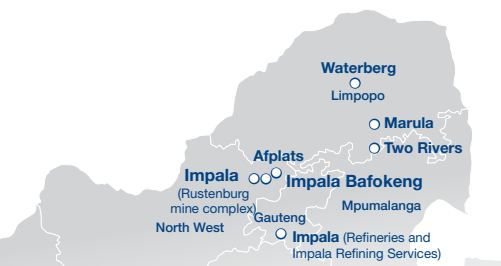 Waterberg
Limpopo
Marula
Two Rivers
Afplats
Impala
(Rustenburg
mine complex)
Impala Bafokeng
Mpumalanga
Gauteng
North West
Impala (Refineries and
Impala Refining Services)